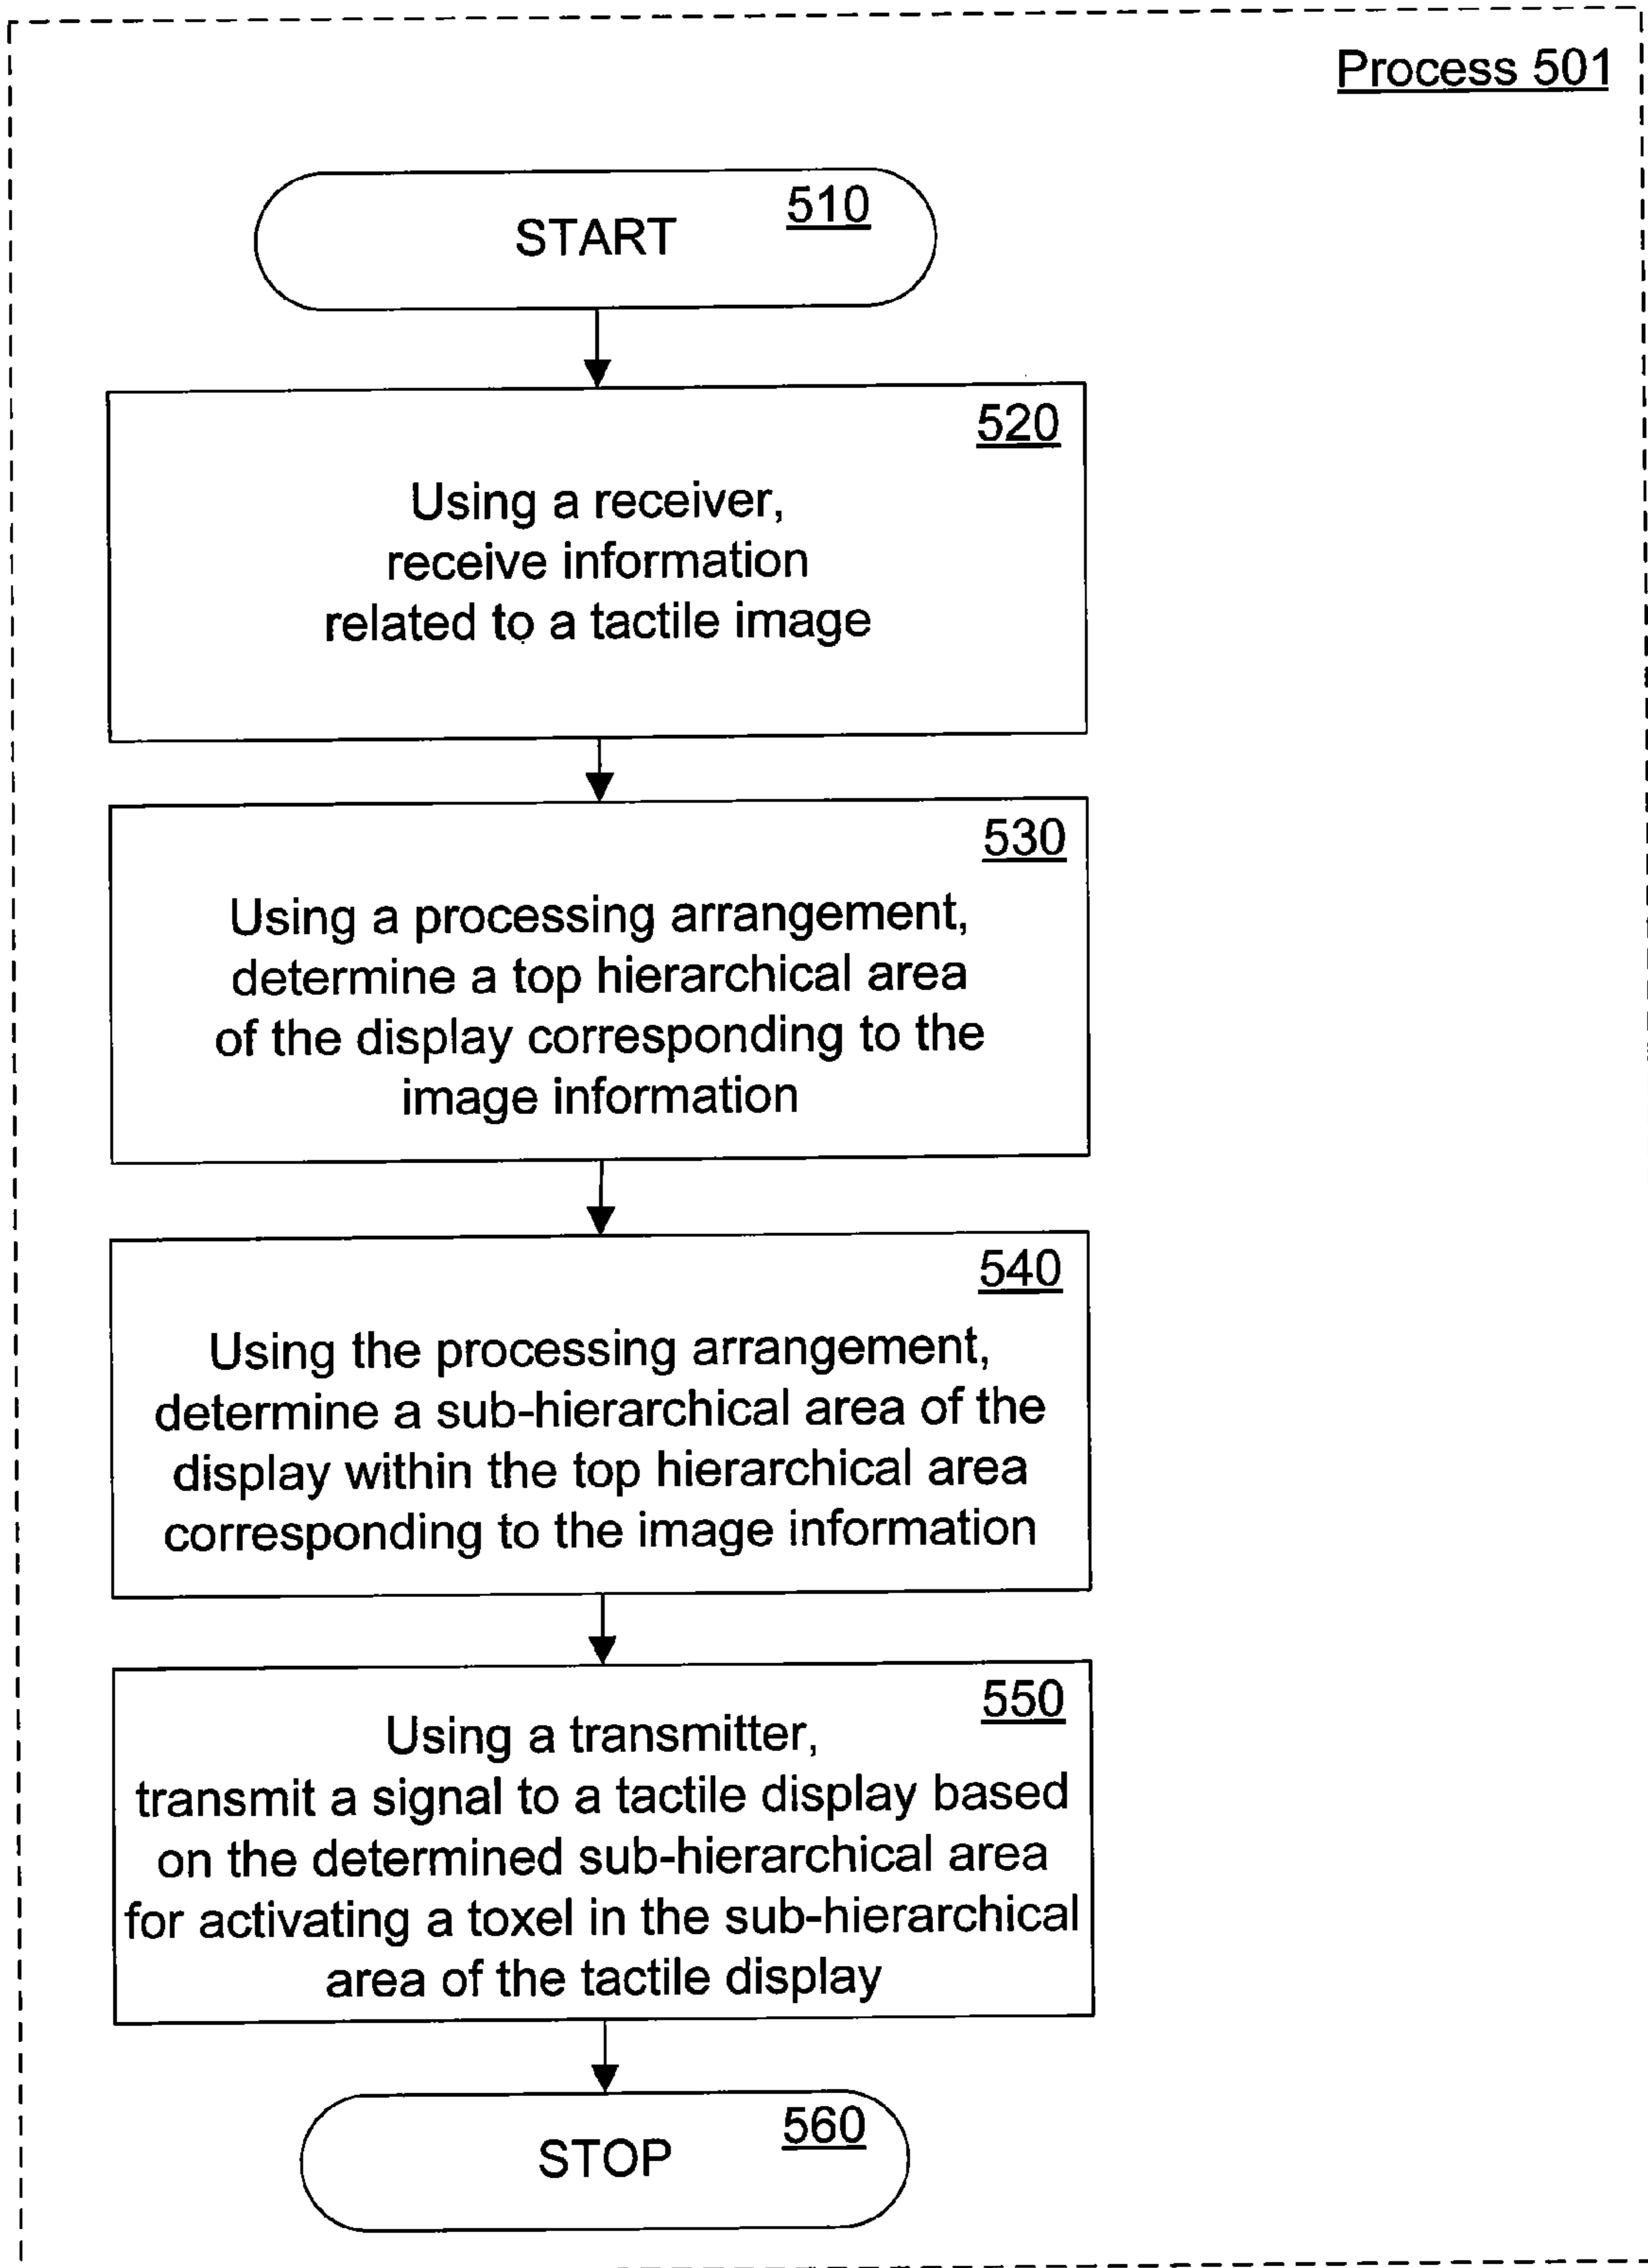 Process 501
510
START
520
Using a receiver,
receive information
related to a tactile image
530
Using a processing arrangement,
determine a top hierarchical area
of the display corresponding to the
image information
540
Using the processing arrangement,
determine a sub-hierarchical area of the
display within the top hierarchical area
corresponding to the image information
550
Using a transmitter,
transmit a signal to a tactile display based
on the determined sub-hierarchical area
for activating a toxel in the sub-hierarchical
area of the tactile display
560
STOP